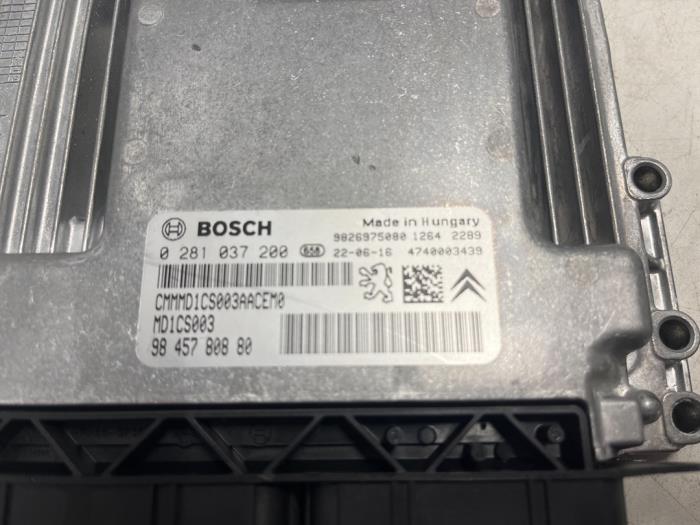 BOSCH
Made in Hungary
9826975080 1264 2289
0 281 037 200 658
22-06-16 4740003439
CMMMD1CS003AACEM0
MD1CS003
98 457 808 80